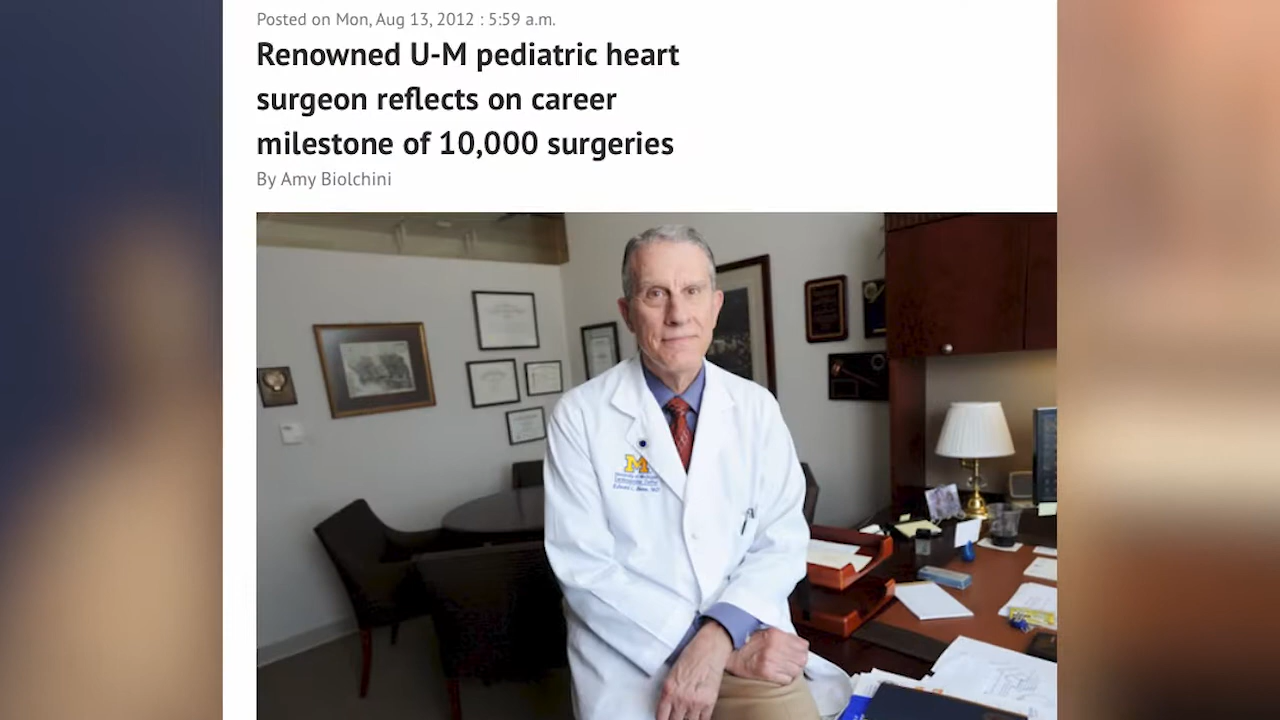 Posted on Mon, Aug 13, 2012 : 5:59 a.m.
Renowned U-M pediatric heart
surgeon reflects on career
milestone of 10,000 surgeries
By Amy Biolchini
M